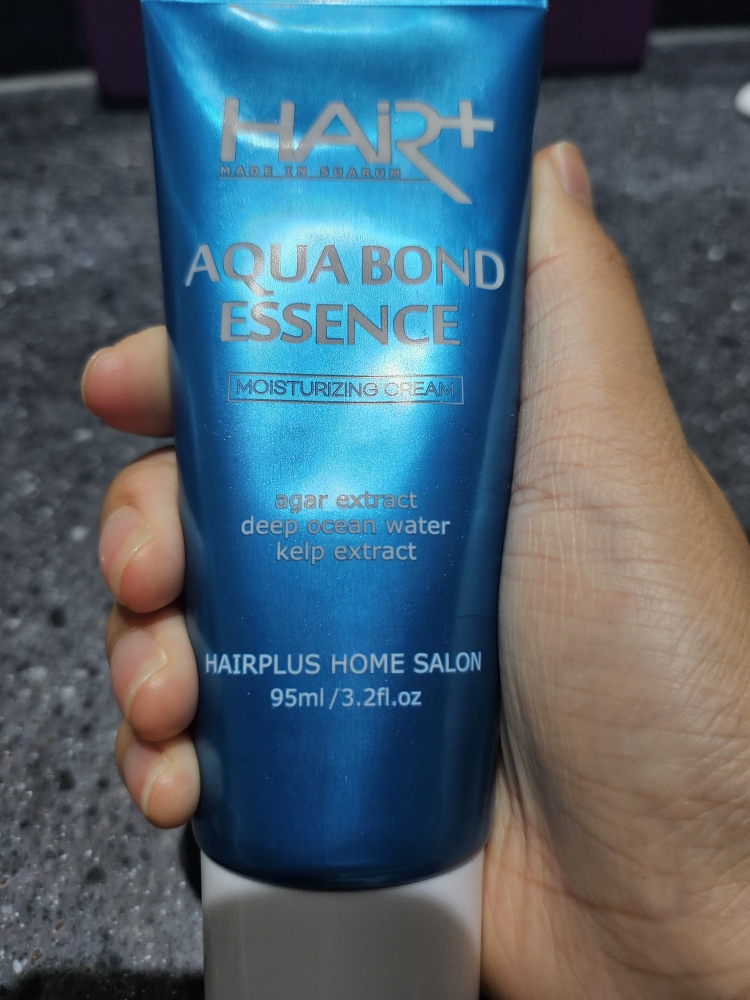 HAiR+
MADE IN SUARUM
AQUA BOND
ESSENCE
MOISTURIZING CREAM
agar extract
deep ocean water
kelp extract
HAIRPLUS HOME SALON
95ml/3.2fl.oz